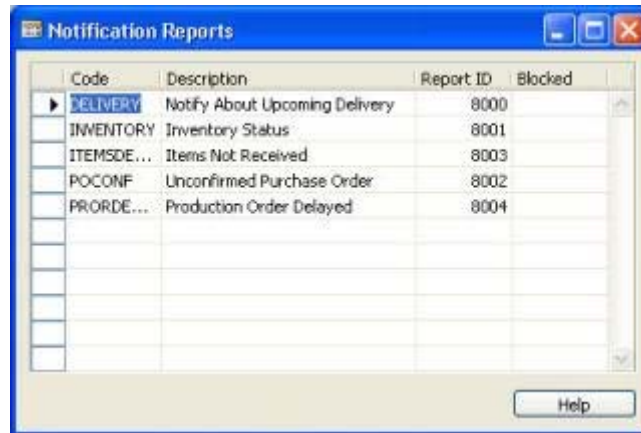 Notification Reports
Code Description Report ID Blocked
DELIVERY Notify About Upcoming Delivery 8000
INVENTORY Inventory Status 8001
ITEMSDE... Items Not Received 8003
POCONF Unconfirmed Purchase Order 8002
PRORDE... Production Order Delayed 8004
Help